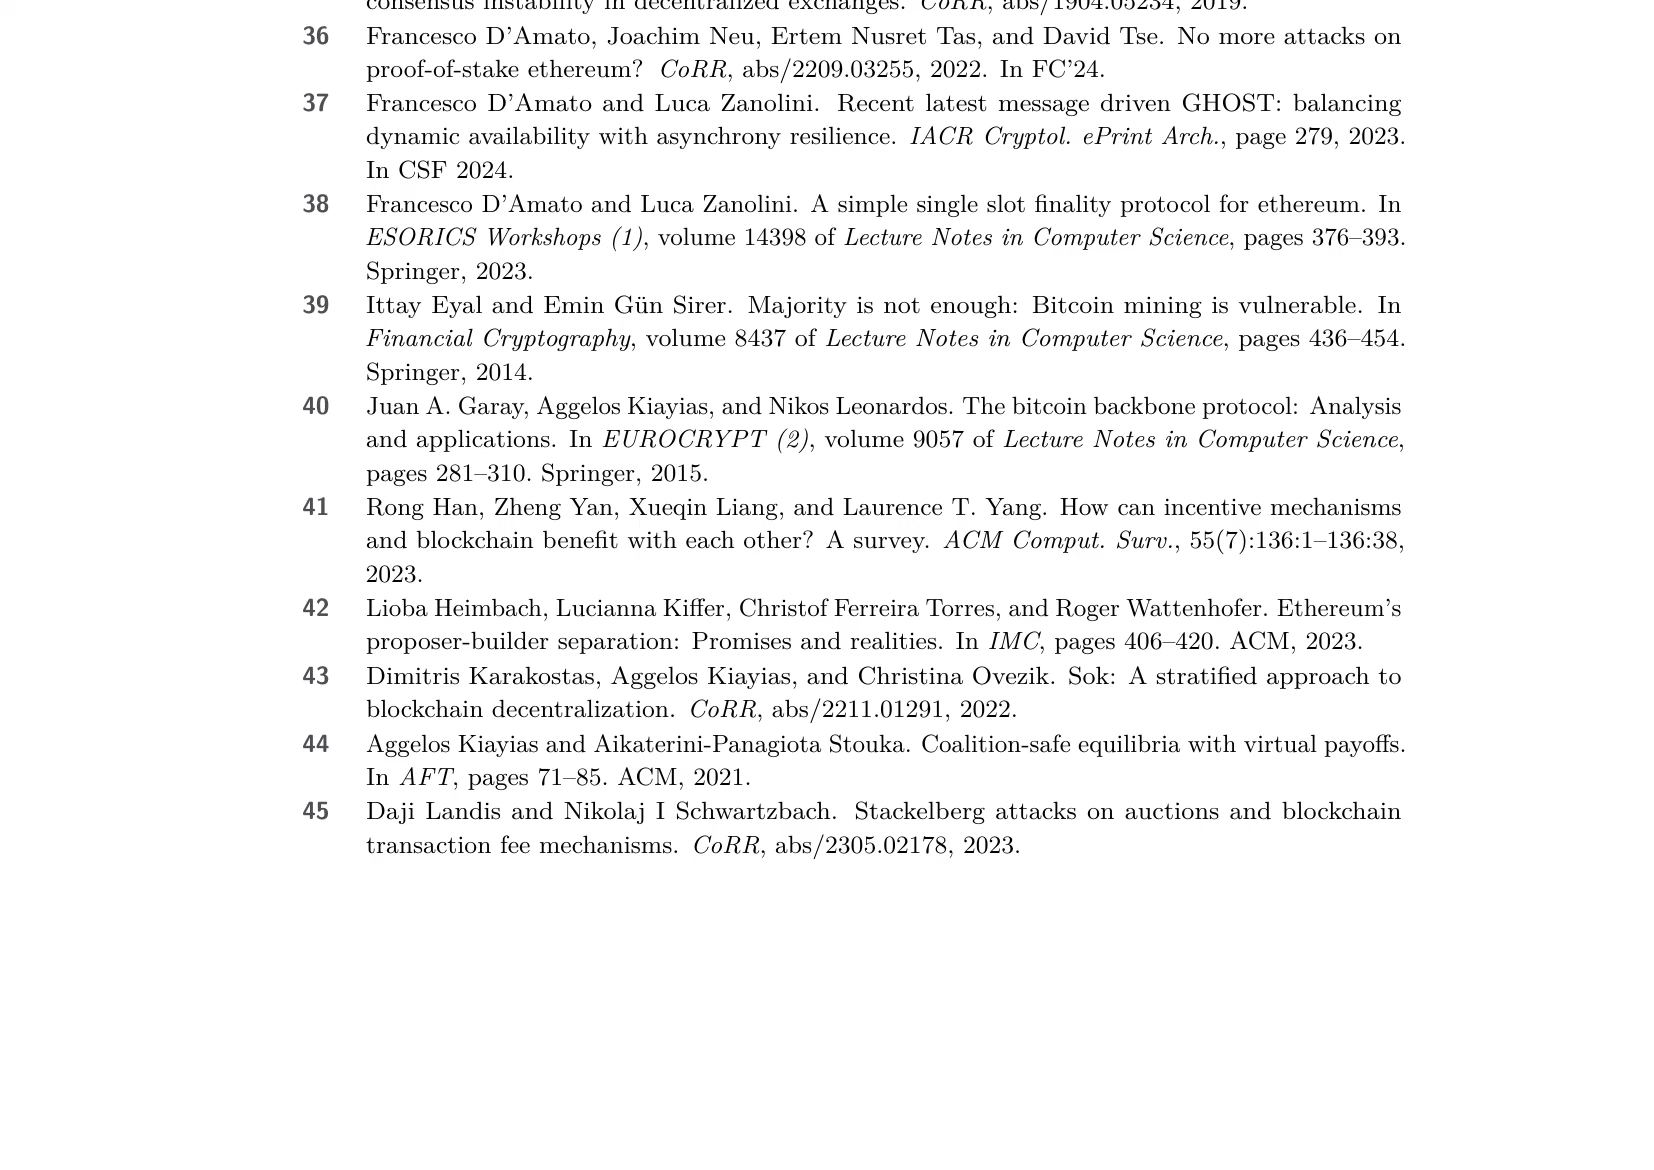 consensus instability in decentralized exchanges. CoRR, abs/1904.05234, 2019.
36 Francesco D'Amato, Joachim Neu, Ertem Nusret Tas, and David Tse. No more attacks on
proof-of-stake ethereum? CoRR, abs/2209.03255, 2022. In FC'24.
37 Francesco D'Amato and Luca Zanolini. Recent latest message driven GHOST: balancing
dynamic availability with asynchrony resilience. IACR Cryptol. ePrint Arch., page 279, 2023.
In CSF 2024.
38 Francesco D'Amato and Luca Zanolini. A simple single slot finality protocol for ethereum. In
ESORICS Workshops (1), volume 14398 of Lecture Notes in Computer Science, pages 376–393.
Springer, 2023.
39 Ittay Eyal and Emin Gün Sirer. Majority is not enough: Bitcoin mining is vulnerable. In
Financial Cryptography, volume 8437 of Lecture Notes in Computer Science, pages 436–454.
Springer, 2014.
40 Juan A. Garay, Aggelos Kiayias, and Nikos Leonardos. The bitcoin backbone protocol: Analysis
and applications. In EUROCRYPT (2), volume 9057 of Lecture Notes in Computer Science,
pages 281–310. Springer, 2015.
41 Rong Han, Zheng Yan, Xueqin Liang, and Laurence T. Yang. How can incentive mechanisms
and blockchain benefit with each other? A survey. ACM Comput. Surv., 55(7):136:1–136:38,
2023.
42 Lioba Heimbach, Lucianna Kiffer, Christof Ferreira Torres, and Roger Wattenhofer. Ethereum's
proposer-builder separation: Promises and realities. In IMC, pages 406–420. ACM, 2023.
43 Dimitris Karakostas, Aggelos Kiayias, and Christina Ovezik. Sok: A stratified approach to
blockchain decentralization. CoRR, abs/2211.01291, 2022.
44 Aggelos Kiayias and Aikaterini-Panagiota Stouka. Coalition-safe equilibria with virtual payoffs.
In AFT, pages 71–85. ACM, 2021.
45 Daji Landis and Nikolaj I Schwartzbach. Stackelberg attacks on auctions and blockchain
transaction fee mechanisms. CoRR, abs/2305.02178, 2023.